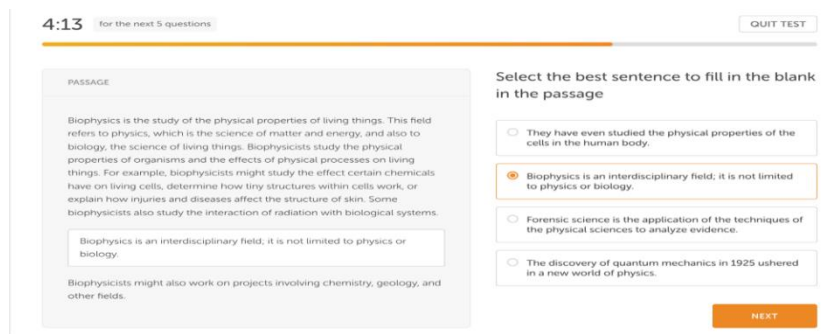 4:13 for the next 5 questions
QUIT TEST
PASSAGE
Biophysics is the study of the physical properties of living things. This field
refers to physics, which is the science of matter and energy, and also to
biology, the science of living things. Biophysicists study the physical
properties of organisms and the effects of physical processes on living
things. For example, biophysicists might study the effect certain chemicals
have on living cells, determine how tiny structures within cells work, or
explain how injuries and diseases affect the structure of skin. Some
biophysicists also study the interaction of radiation with biological systems.
Biophysics is an interdisciplinary field; it is not limited to physics or
biology.
Biophysicists might also work on projects involving chemistry, geology, and
other fields.
Select the best sentence to fill in the blank
in the passage
They have even studied the physical properties of the
cells in the human body.
Biophysics is an interdisciplinary field; it is not limited
to physics or biology.
Forensic science is the application of the techniques of
the physical sciences to analyze evidence.
The discovery of quantum mechanics in 1925 ushered
in a new world of physics.
NEXT